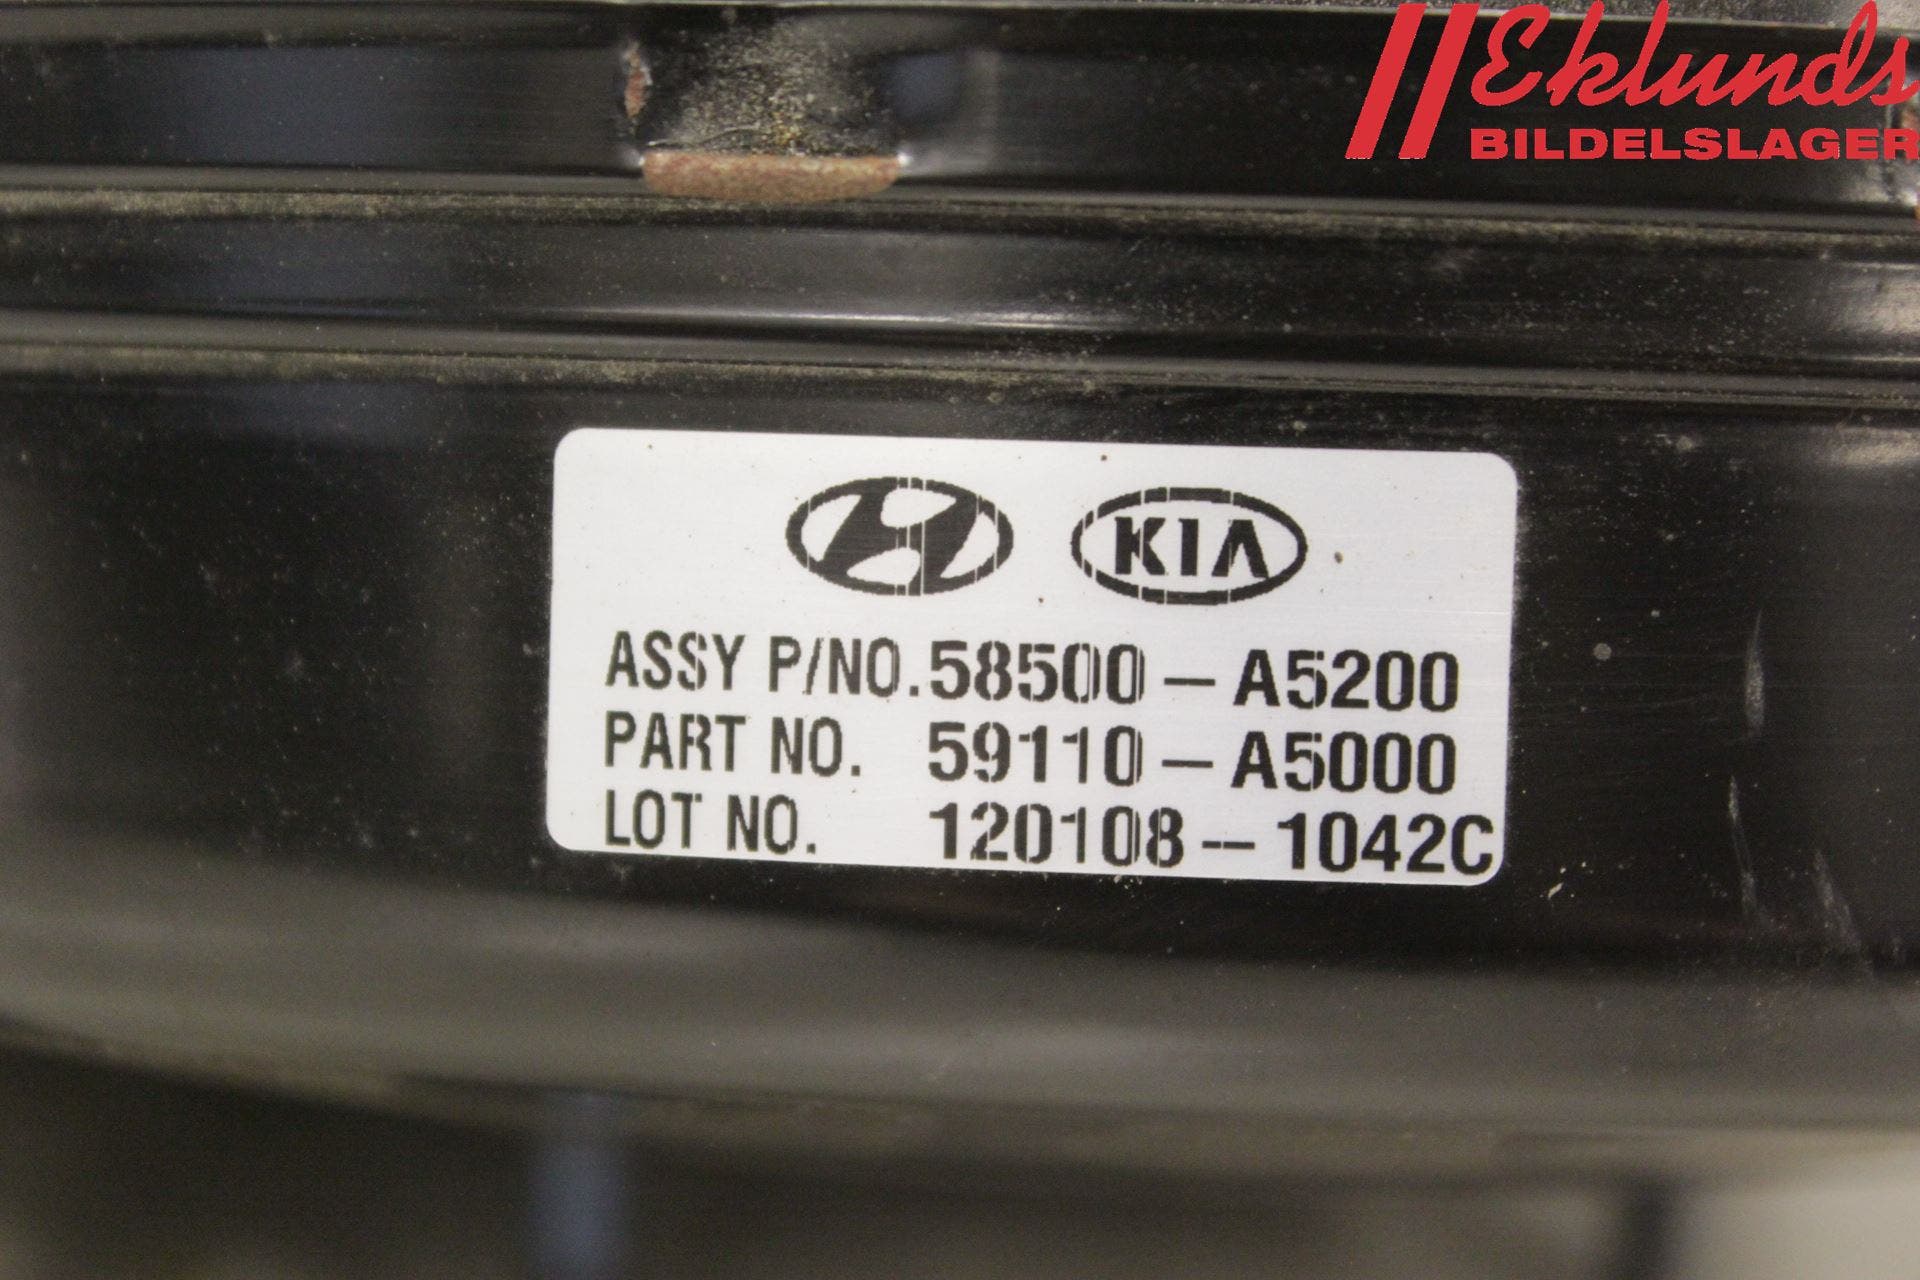 Eklunds
BILDELSLAGER
KIA
ASSY P/NO.58500-A5200
PART NO. 59110-A5000
LOT NO. 120108-1042C